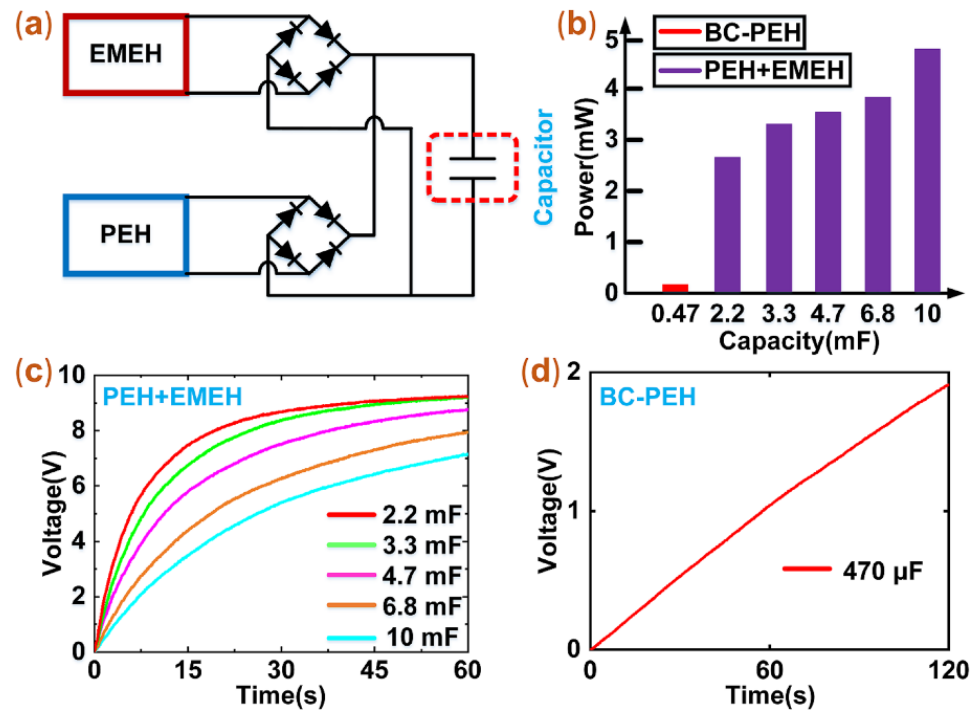 (a)
EMEH
PEH
Capacitor
(b)
BC-PEH
PEH+EMEH
Power(mW)
5
4
3
2
1
0
0.47 2.2 3.3 4.7 6.8 10
Capacity(mF)
(c)
PEH+EMEH
Voltage(V)
10
8
6
4
2
0
2.2 mF
3.3 mF
4.7 mF
6.8 mF
10 mF
0 15 30 45 60
Time(s)
(d)
BC-PEH
Voltage(V)
2
1
0
470 μF
0 60 120
Time(s)